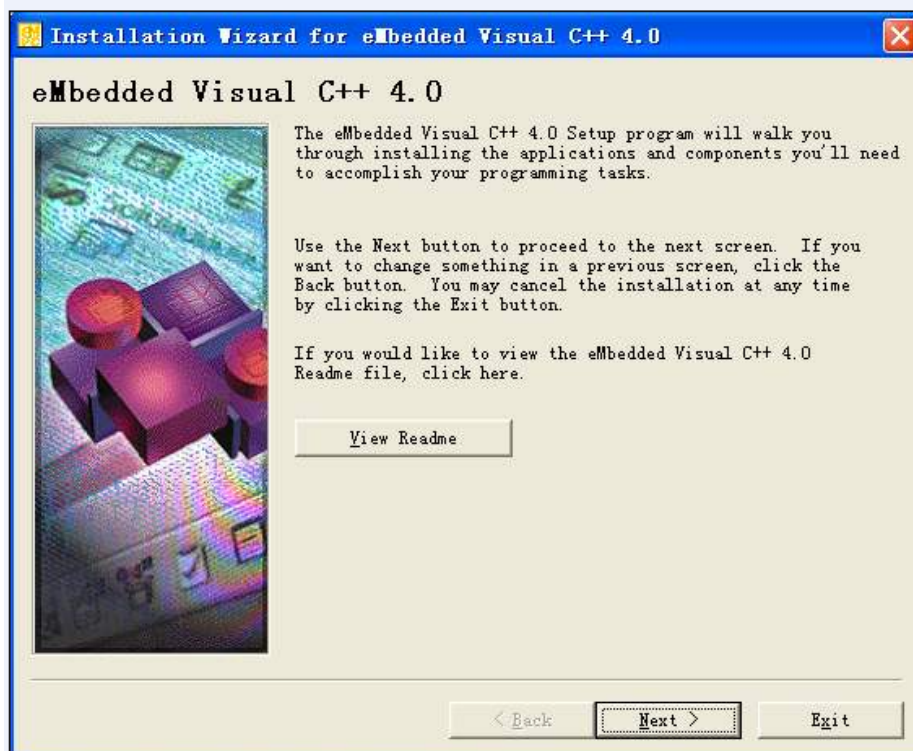 Installation Wizard for eMbedded Visual C++ 4.0
eMbedded Visual C++ 4.0
The eMbedded Visual C++ 4.0 Setup program will walk you
through installing the applications and components you'll need
to accomplish your programming tasks.
Use the Next button to proceed to the next screen.  If you
want to change something in a previous screen, click the
Back button.  You may cancel the installation at any time
by clicking the Exit button.
If you would like to view the eMbedded Visual C++ 4.0
Readme file, click here.
View Readme
< Back
Next >
Exit